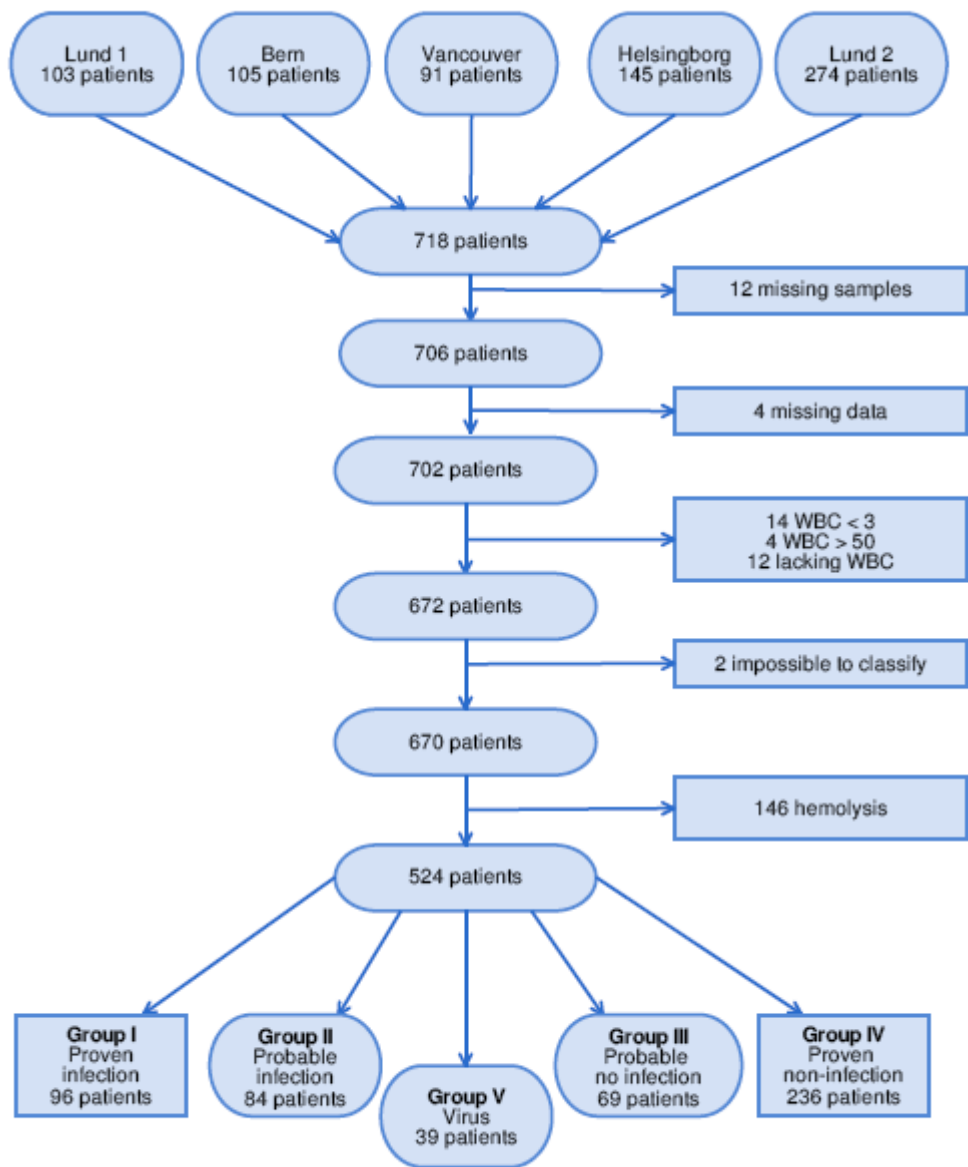 Lund 1
103 patients
Bern
105 patients
Vancouver
91 patients
Helsingborg
145 patients
Lund 2
274 patients
718 patients
12 missing samples
706 patients
4 missing data
702 patients
14 WBC < 3
4 WBC > 50
12 lacking WBC
672 patients
2 impossible to classify
670 patients
146 hemolysis
524 patients
Group I
Proven
infection
96 patients
Group II
Probable
infection
84 patients
Group V
Virus
39 patients
Group III
Probable
no infection
69 patients
Group IV
Proven
non-infection
236 patients